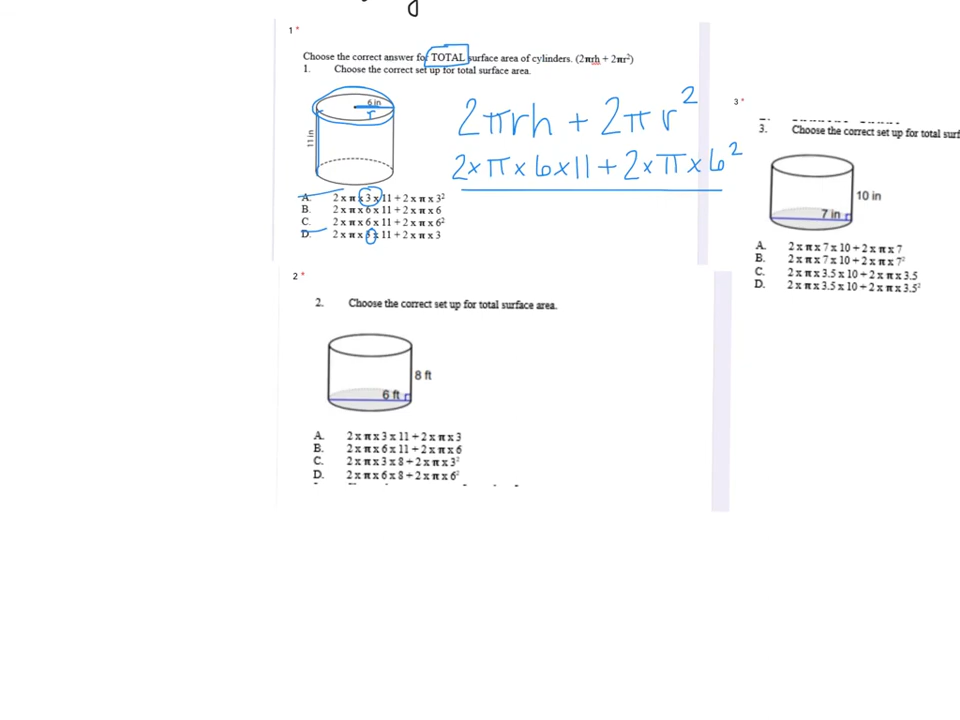 1 *
Choose the correct answer for TOTAL surface area of cylinders. (2πrh + 2πr²)
1. Choose the correct set up for total surface area.
6 in
r
11 in
2πrh + 2πr²
2 x π x 6 x 11 + 2 x π x 6²
A. 2 x π x 3 x 11 + 2 x π x 3²
B. 2 x π x 6 x 11 + 2 x π x 6
C. 2 x π x 6 x 11 + 2 x π x 6²
D. 2 x π x 3 x 11 + 2 x π x 3
2 *
2. Choose the correct set up for total surface area.
8 ft
6 ft
A. 2 x π x 3 x 11 + 2 x π x 3
B. 2 x π x 6 x 11 + 2 x π x 6
C. 2 x π x 3 x 8 + 2 x π x 3²
D. 2 x π x 6 x 8 + 2 x π x 6²
3 *
3. Choose the correct set up for total surf
10 in
7 in
A. 2 x π x 7 x 10 + 2 x π x 7
B. 2 x π x 7 x 10 + 2 x π x 7²
C. 2 x π x 3.5 x 10 + 2 x π x 3.5
D. 2 x π x 3.5 x 10 + 2 x π x 3.5²